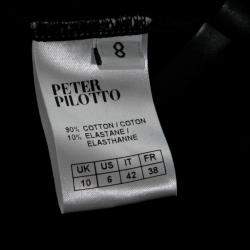 8
PETER
PILOTTO
90% COTTON / COTON
10% ELASTANE /
ELASTHANNE
UK US IT FR
10 6 42 38